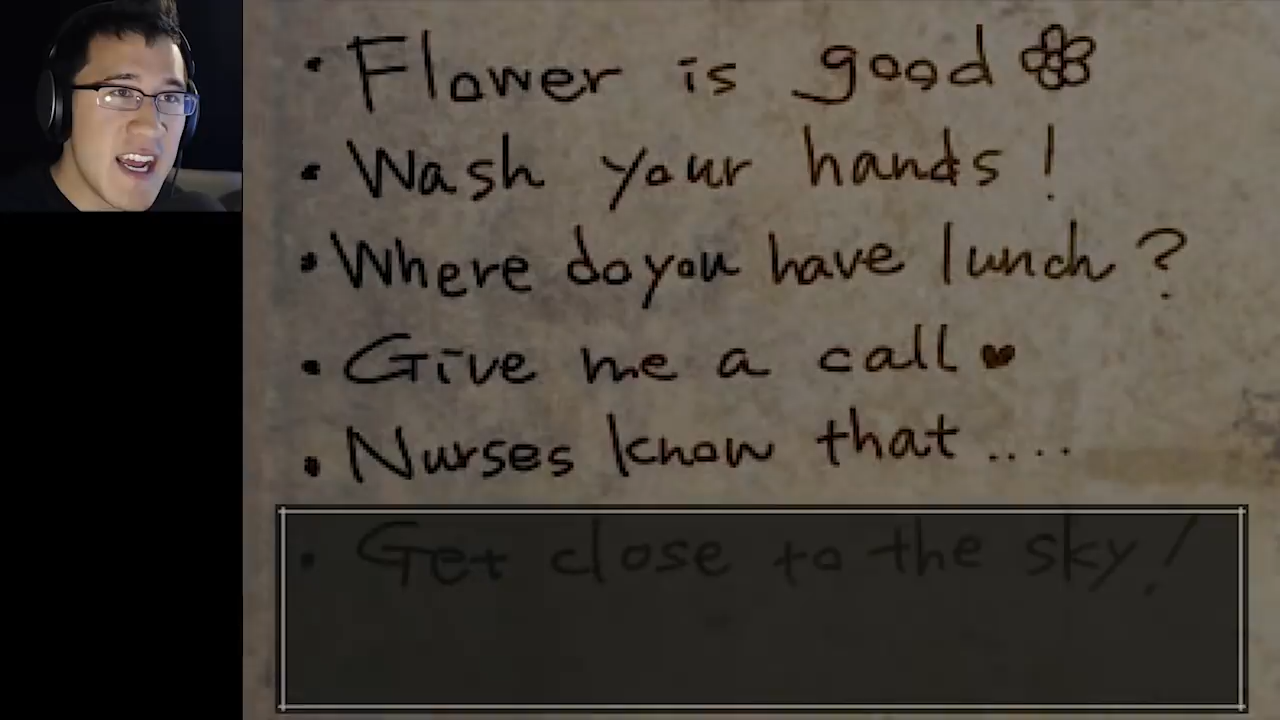 • Flower is good
• Wash your hands!
• Where do you have lunch?
• Give me a call ♥
• Nurses know that ....
• Get close to the sky!